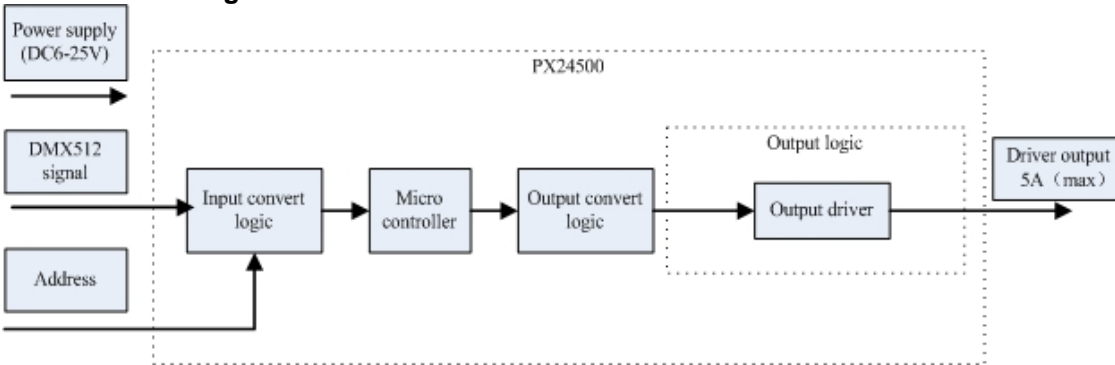 Power supply
(DC6-25V)
PX24500
DMX512
signal
Output logic
Driver output
5A（max）
Input convert
logic
Micro
controller
Output convert
logic
Output driver
Address